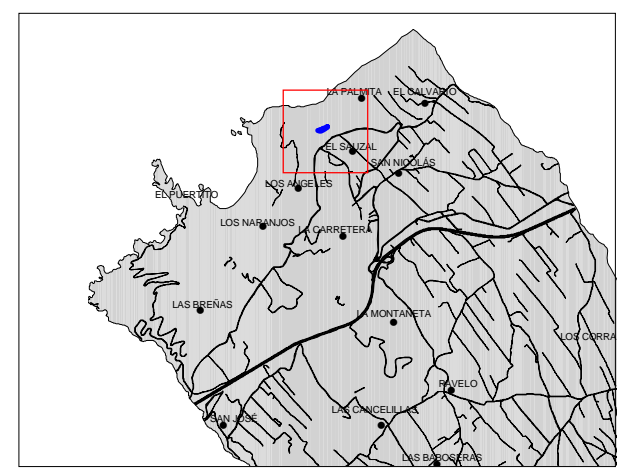 LA PALMITA
EL CALVARIO
EL SAUZAL
SAN NICOLÁS
LOS ANGELES
EL PUERTITO
LOS NARANJOS
LA CARRETERA
LAS BREÑAS
LA MONTAÑETA
LOS CORRA
RAVELO
LAS CANCELILLAS
SAN JOSÉ
LAS BABOSERAS